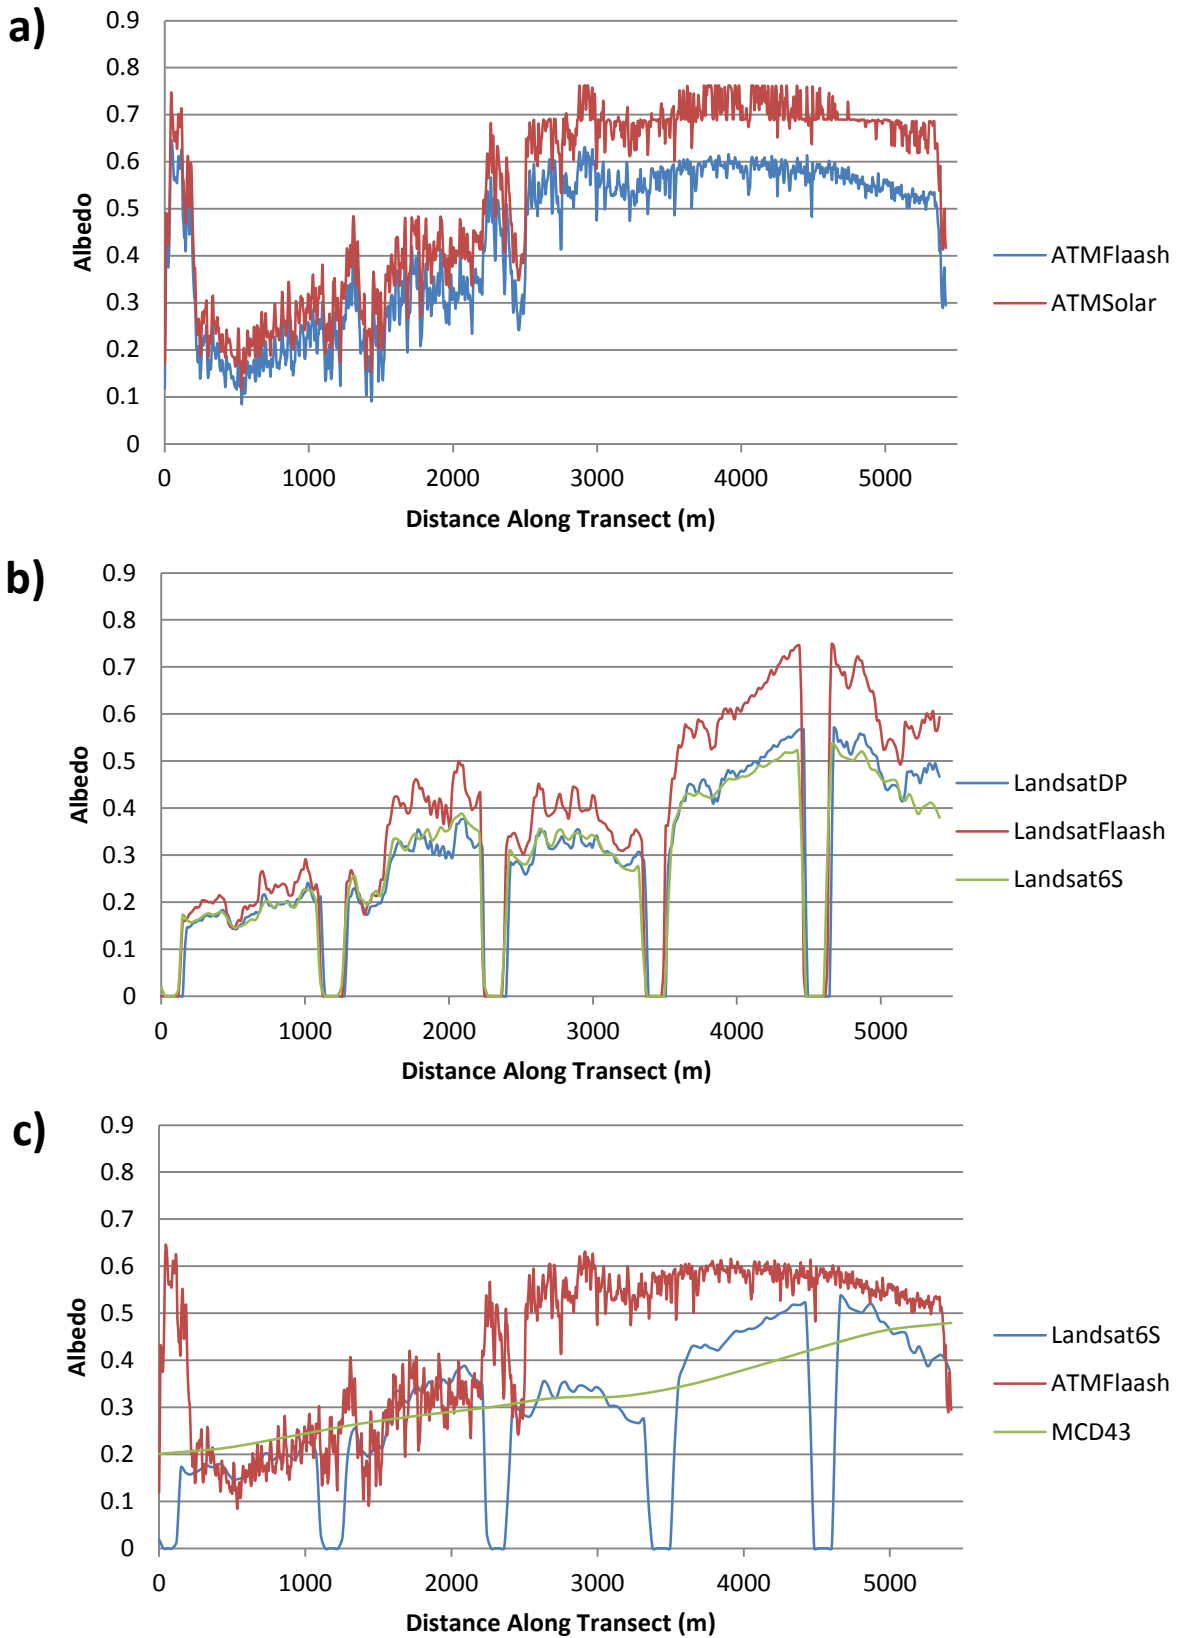 a)
0.9
0.8
0.7
0.6
0.5
0.4
0.3
0.2
0.1
0
Albedo
0 1000 2000 3000 4000 5000
Distance Along Transect (m)
ATMFlaash
ATMSolar
b)
0.9
0.8
0.7
0.6
0.5
0.4
0.3
0.2
0.1
0
Albedo
0 1000 2000 3000 4000 5000
Distance Along Transect (m)
LandsatDP
LandsatFlaash
Landsat6S
c)
0.9
0.8
0.7
0.6
0.5
0.4
0.3
0.2
0.1
0
Albedo
0 1000 2000 3000 4000 5000
Distance Along Transect (m)
Landsat6S
ATMFlaash
MCD43